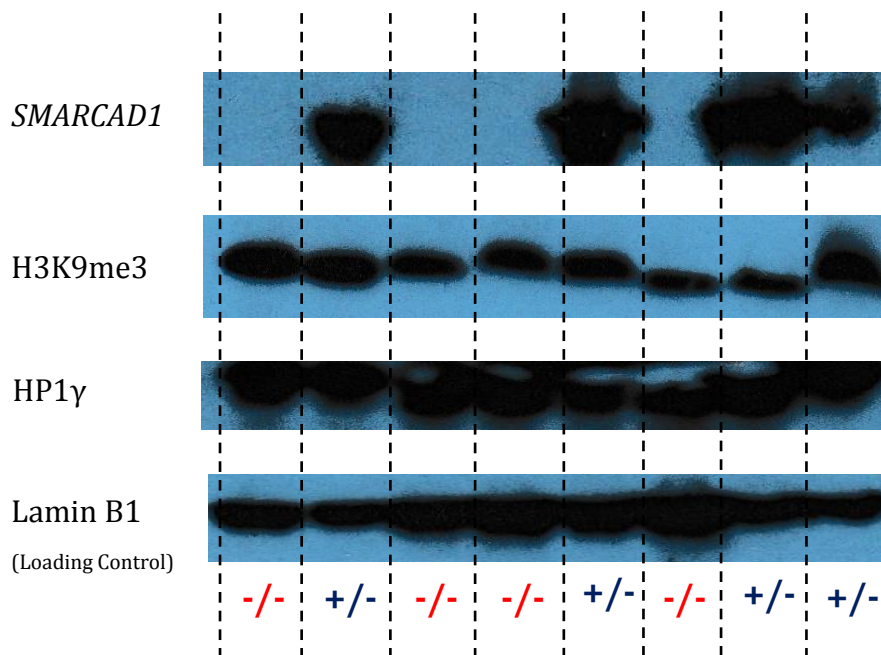 SMARCAD1
H3K9me3
HP1γ
Lamin B1
(Loading Control)
-/- +/- -/- -/- +/- -/- +/- +/-